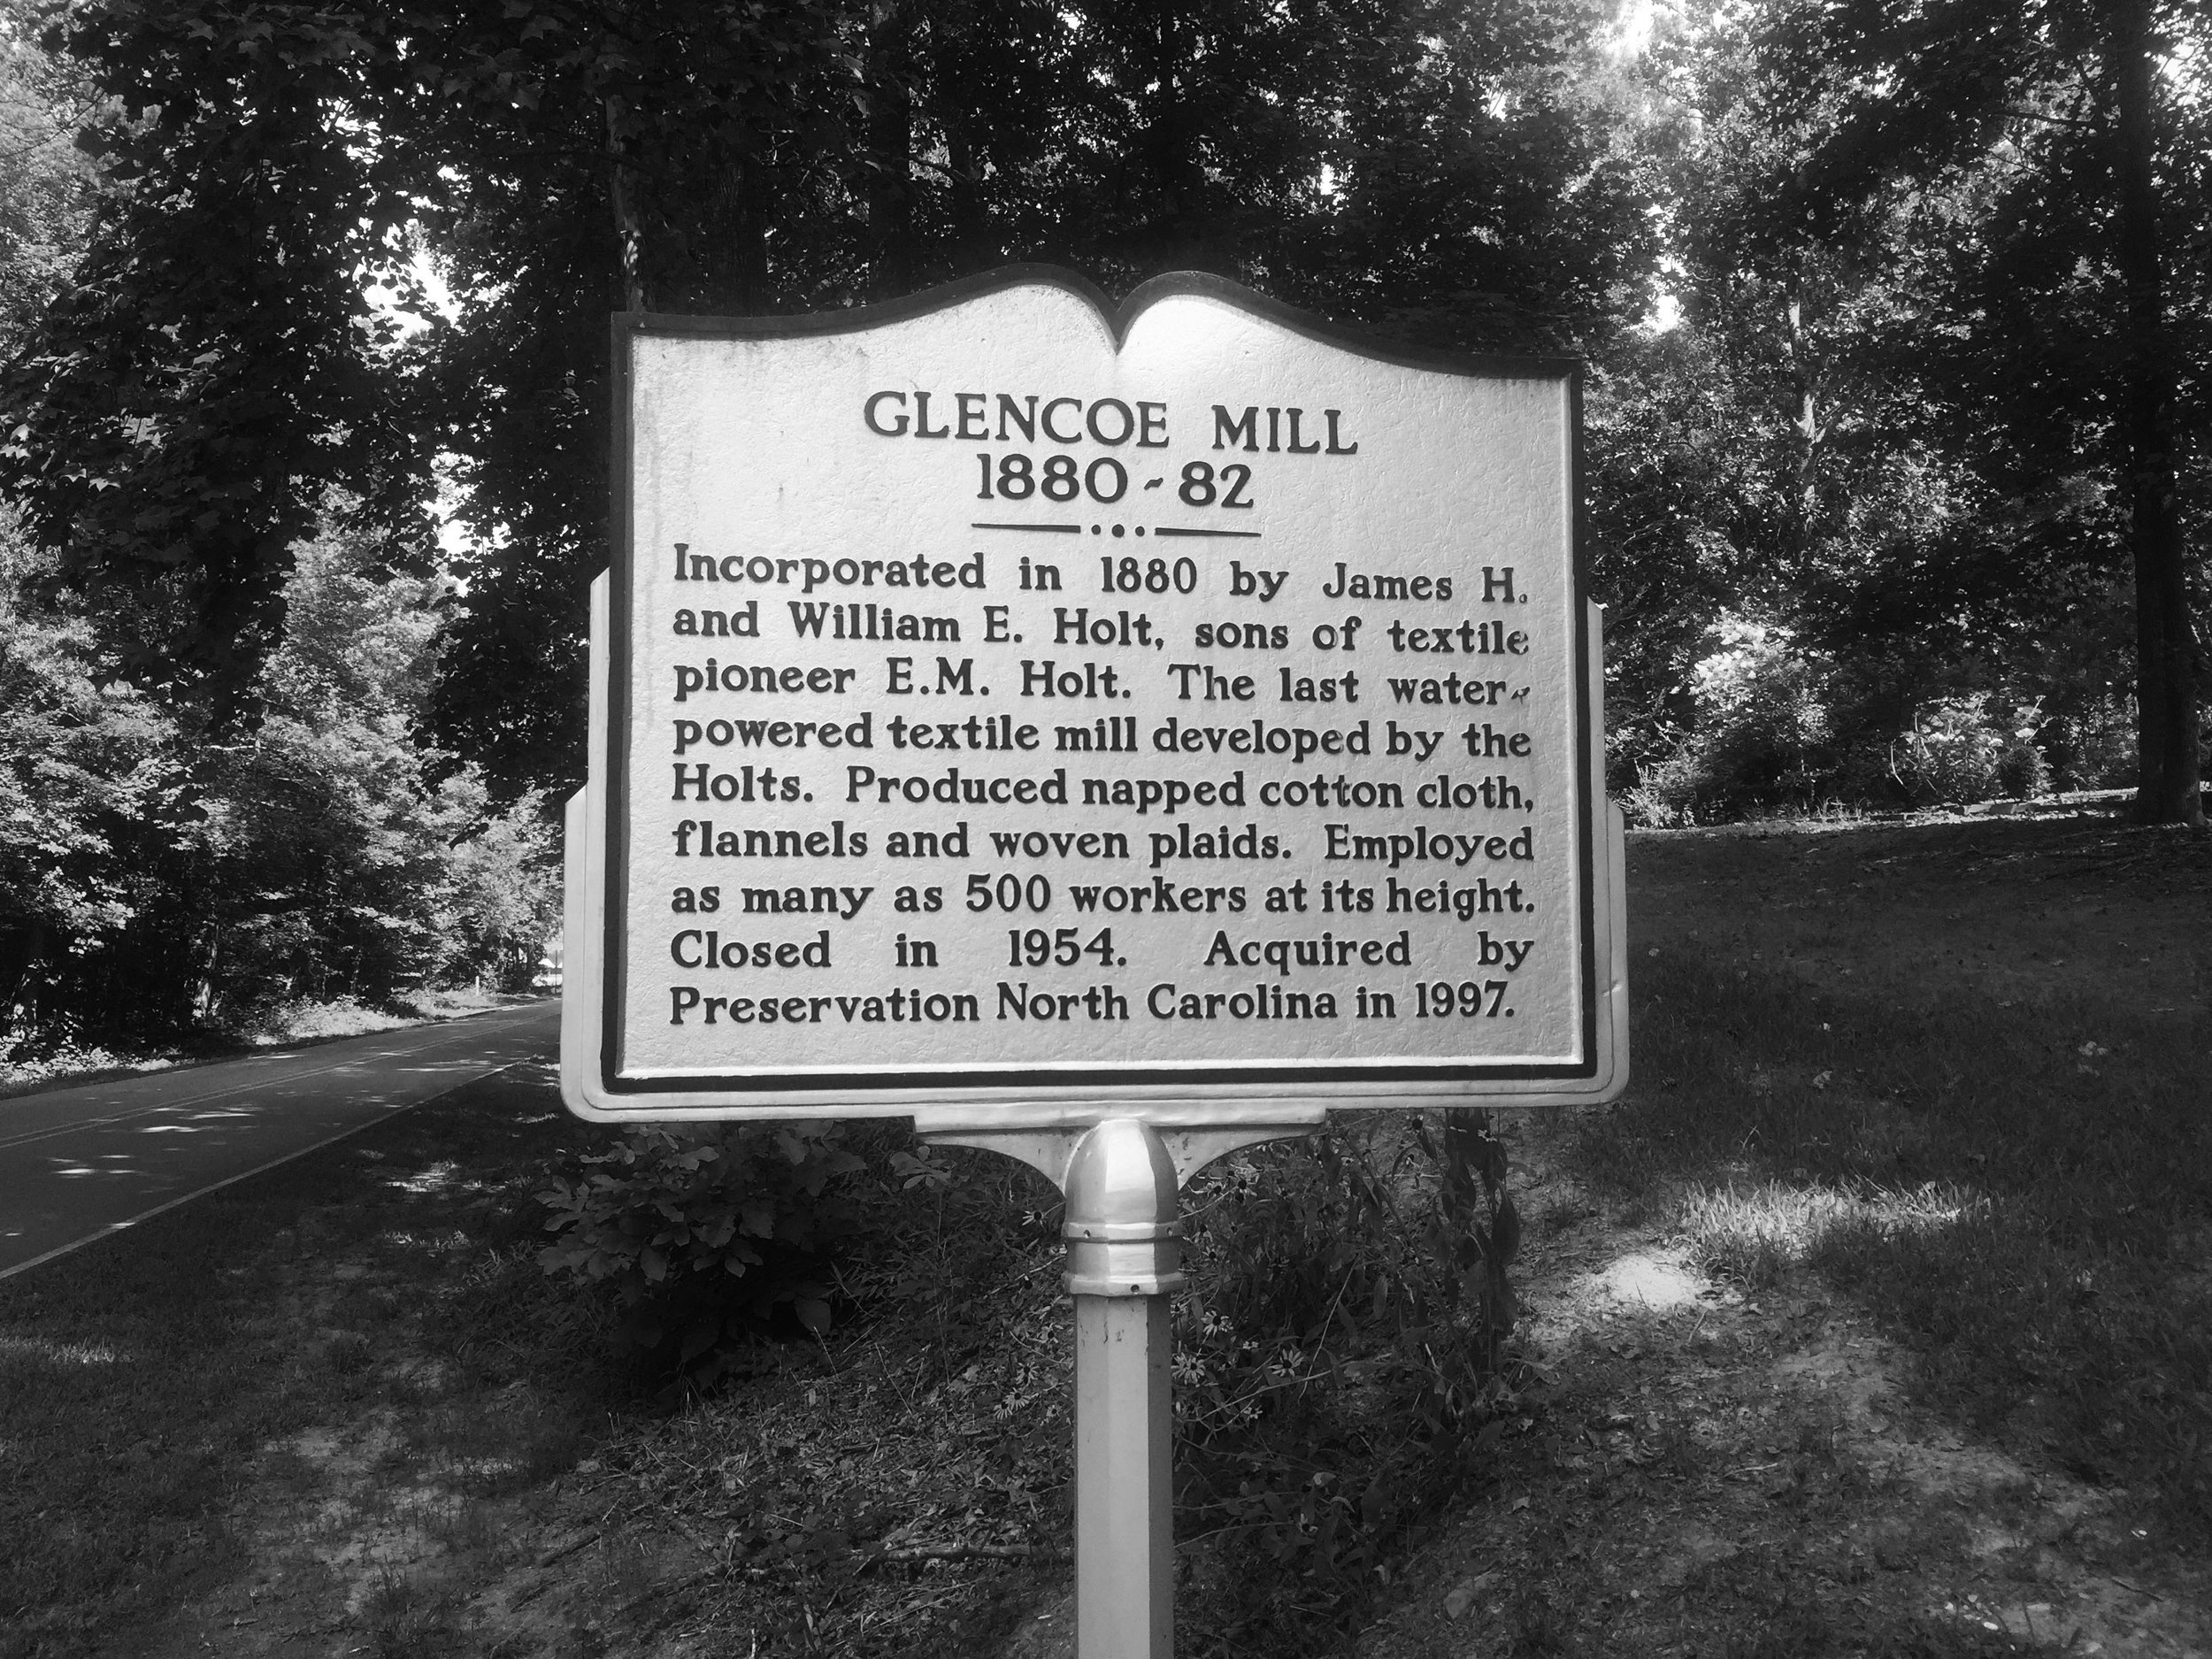 GLENCOE MILL
1880-82
Incorporated in 1880 by James H.
and William E. Holt, sons of textile
pioneer E.M. Holt. The last water-
powered textile mill developed by the
Holts. Produced napped cotton cloth,
flannels and woven plaids. Employed
as many as 500 workers at its height.
Closed in 1954. Acquired by
Preservation North Carolina in 1997.